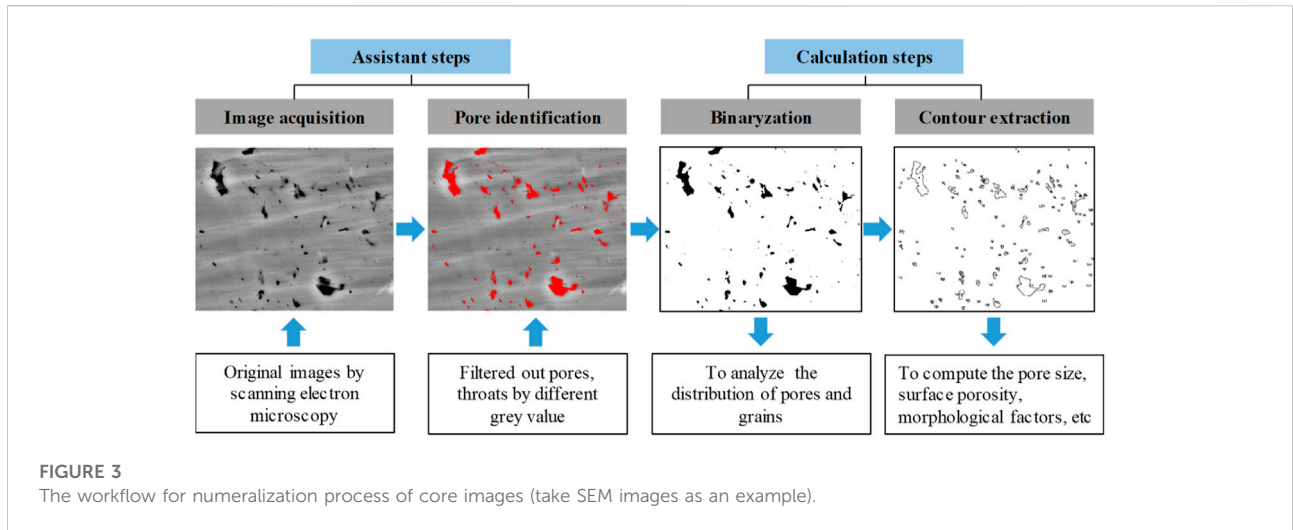 Assistant steps
Calculation steps
Image acquisition
Pore identification
Binaryzation
Contour extraction
Original images by
scanning electron
microscopy
Filtered out pores,
throats by different
grey value
To analyze the
distribution of pores and
grains
To compute the pore size,
surface porosity,
morphological factors, etc
FIGURE 3
The workflow for numeralization process of core images (take SEM images as an example).